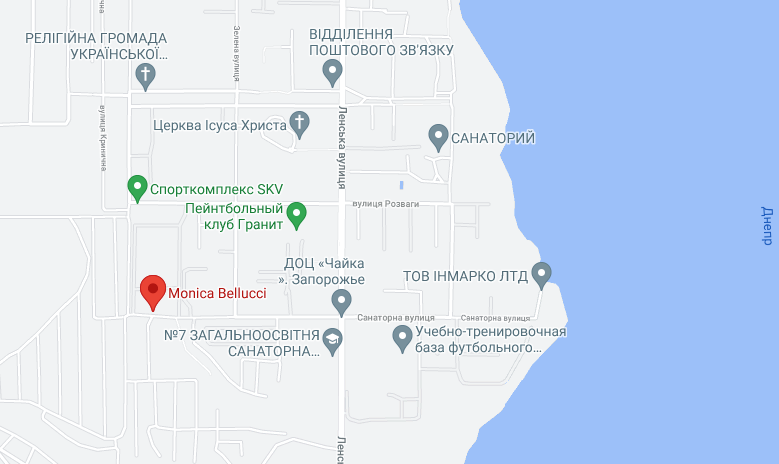 РЕЛІГІЙНА ГРОМАДА
УКРАЇНСЬКОЇ...
Зелена вулиця
ВІДДІЛЕННЯ
ПОШТОВОГО ЗВ'ЯЗКУ
вулиця Кринична
Церква Ісуса Христа
Ленська вулиця
САНАТОРИЙ
Спорткомплекс SKV
вулиця Розваги
Пейнтбольный
клуб Гранит
Днепр
ДОЦ «Чайка
». Запорожье
ТОВ ІНМАРКО ЛТД
Monica Bellucci
Санаторна вулиця
Санаторна вулиця
№7 ЗАГАЛЬНООСВІТНЯ
САНАТОРНА...
Учебно-тренировочная
база футбольного...
Ленс